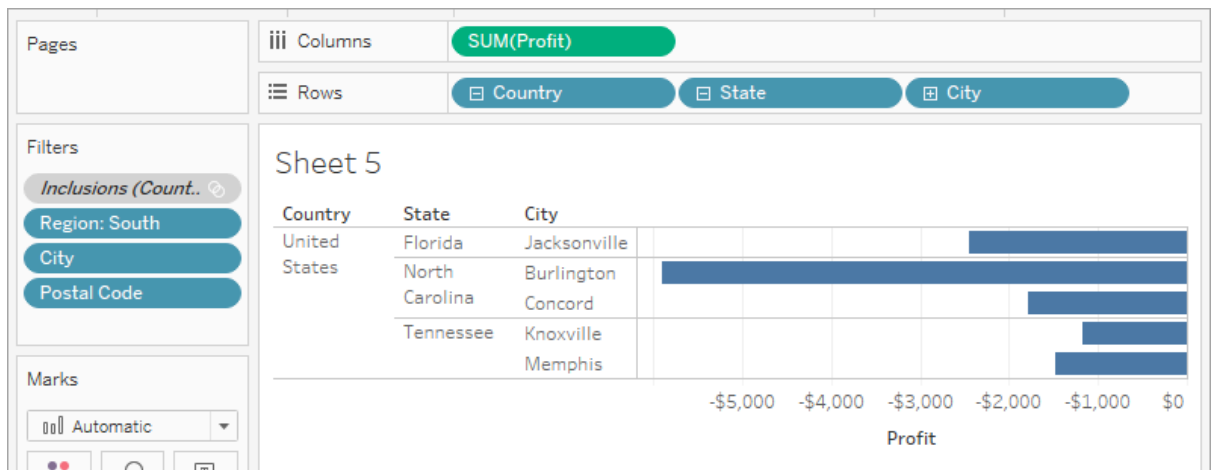 Pages
Columns
SUM(Profit)
Rows
Country
State
City
Filters
Inclusions (Count..
Region: South
City
Postal Code
Marks
Automatic
Sheet 5
Country State City
United States
Florida Jacksonville
North Carolina
Burlington
Concord
Tennessee Knoxville
Memphis
-$5,000 -$4,000 -$3,000 -$2,000 -$1,000 $0
Profit